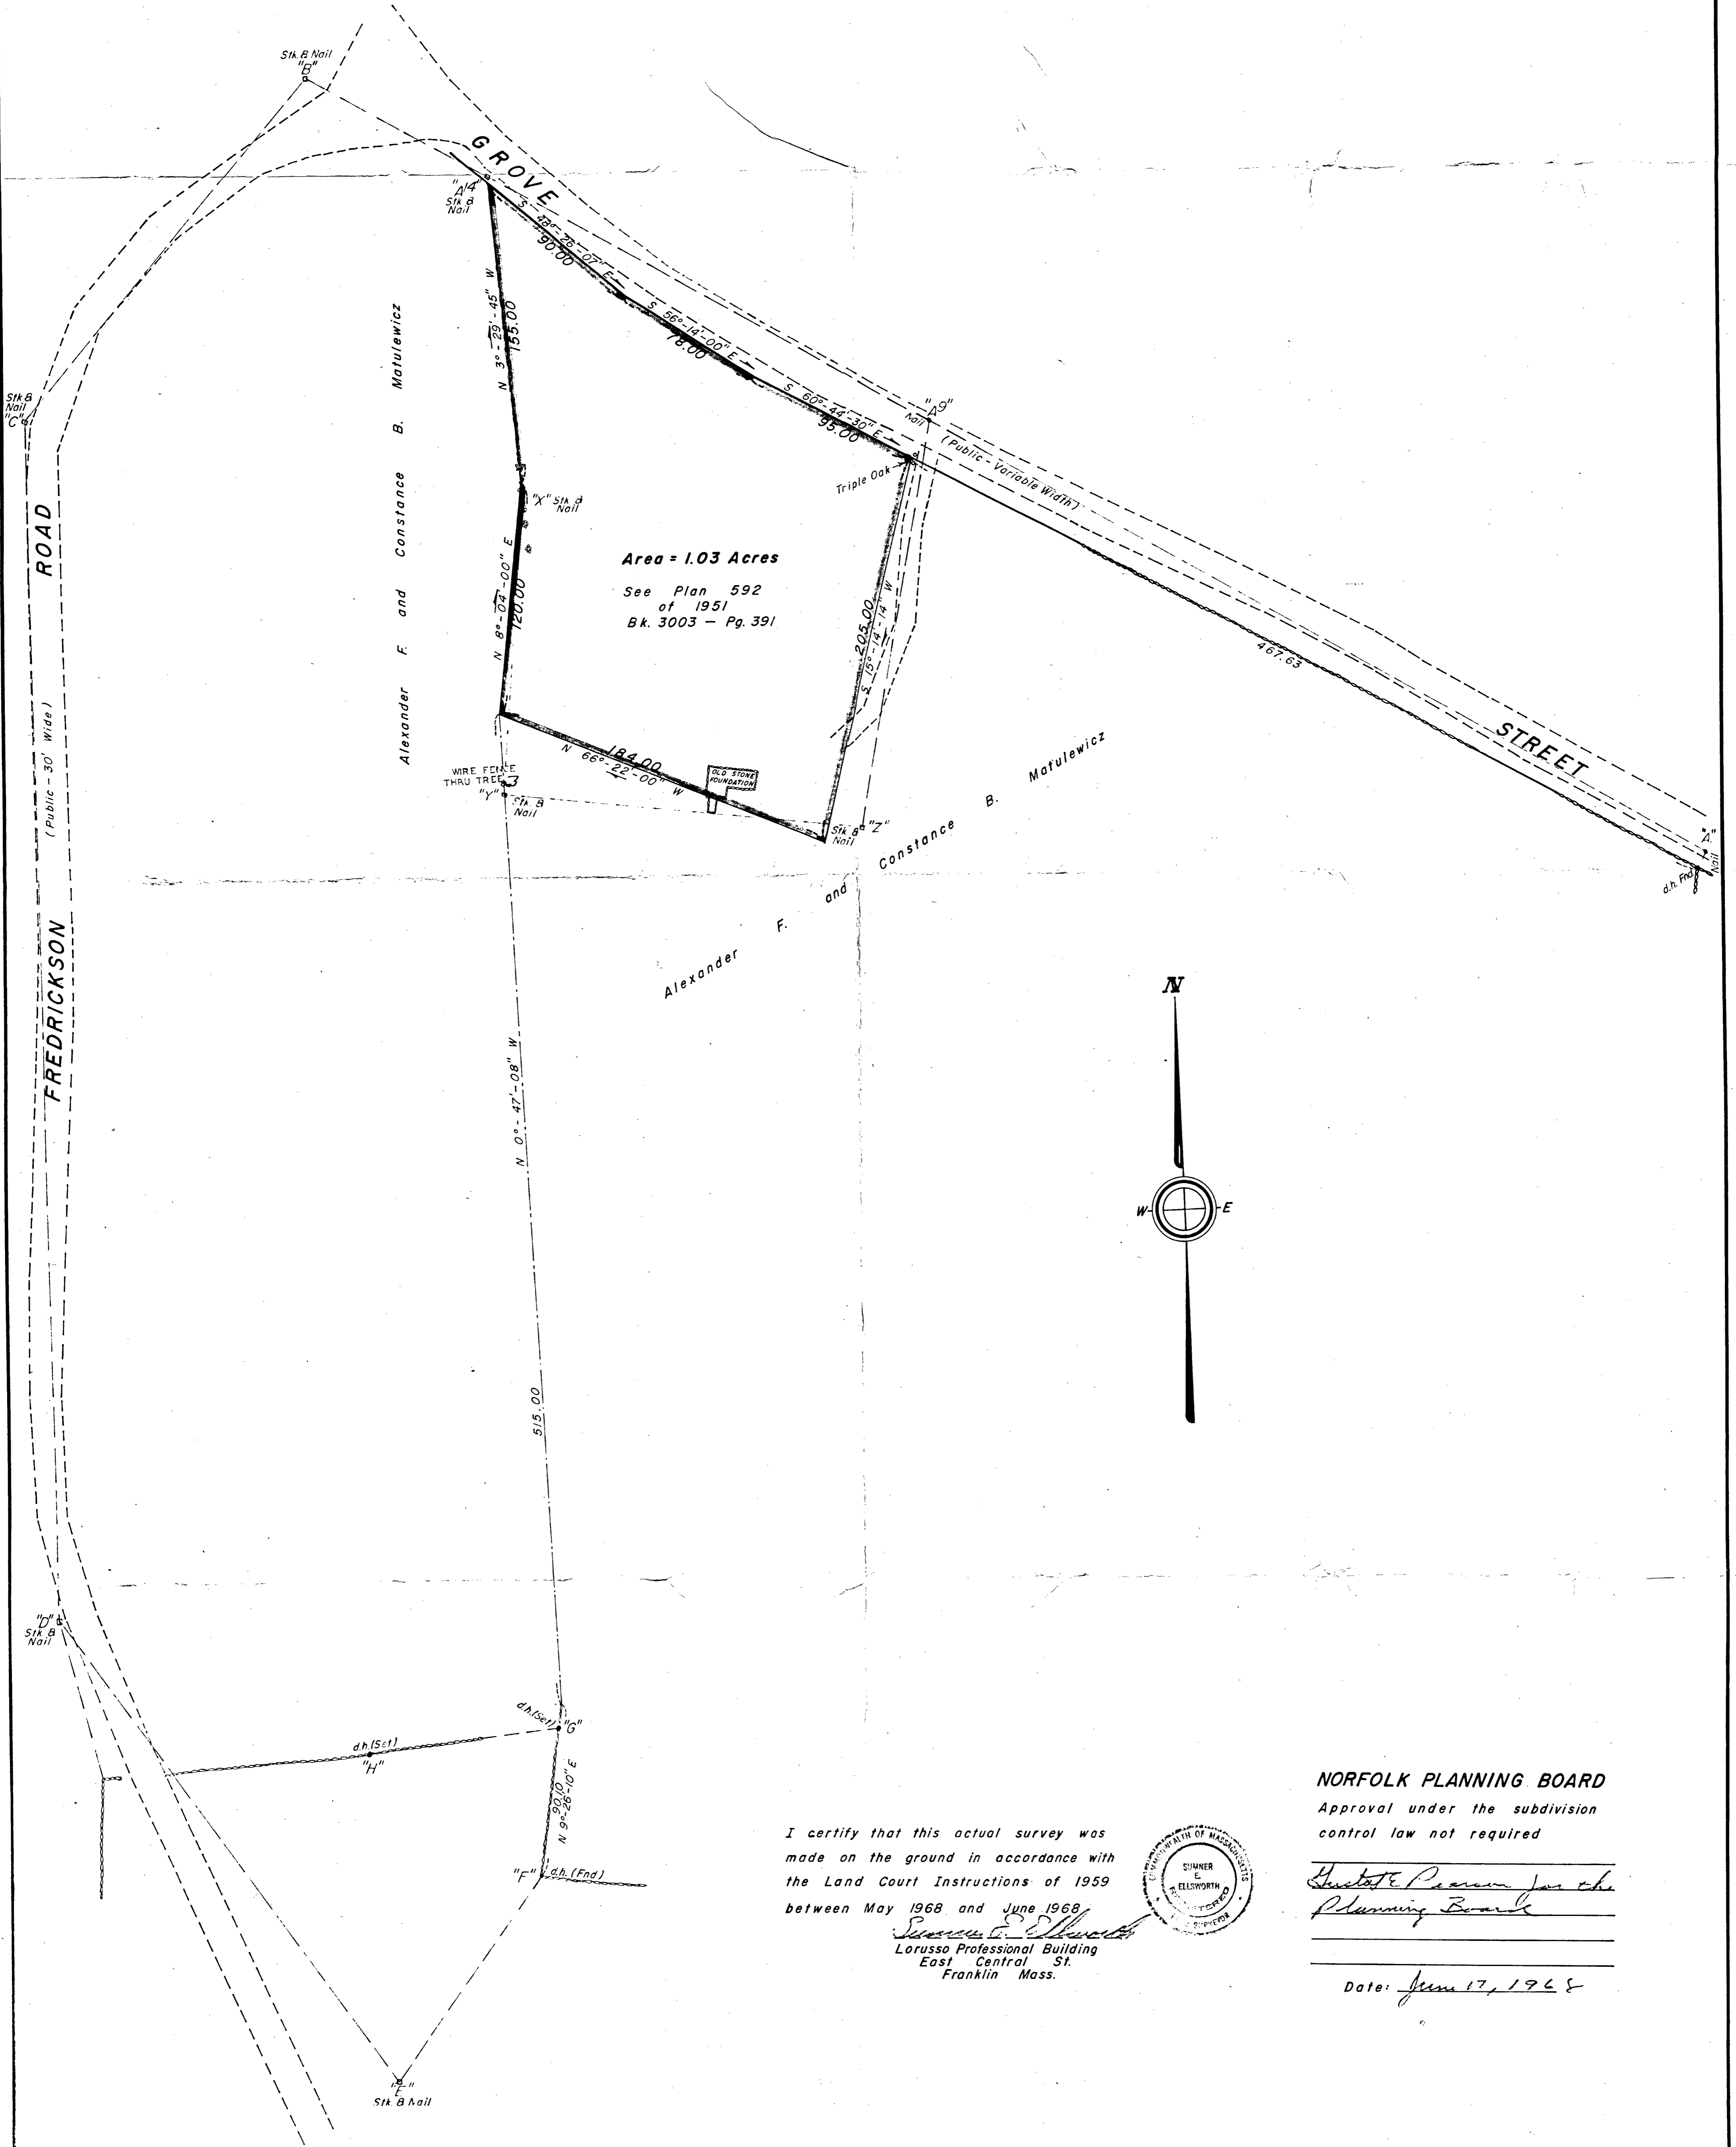 Stk. & Nail
"B"
GROVE
"A14"
Stk &
Nail
S 48°-26'-07" E
90.00
N 3°-29'-45" W
155.00
S 56°-14'-00" E
78.00
S 60°-44'-30" E
95.00
"A9"
Nail
(Public - Variable Width)
Triple Oak
Stk &
Nail
"C"
Alexander F. and Constance B. Matulewicz
"X" Stk &
Nail
Area = 1.03 Acres
See Plan 592
of 1951
Bk. 3003 — Pg. 391
N 8°-04'-00" E
120.00
205.00
S 15°-14'-14" W
467.63
STREET
ROAD
(Public - 30' Wide)
FREDRICKSON
184.00
N 66°-22'-00" W
OLD STONE
FOUNDATION
WIRE FENCE
THRU TREE
"Y"
Stk &
Nail
Stk &
Nail
"Z"
Alexander F. and Constance B. Matulewicz
"A"
Nail
d.h. Fnd
N 0°-47'-08" W
515.00
N
W
E
"D"
Stk &
Nail
d.h.(Set)
"G"
d.h.(Set)
"H"
90.10
N 9°-26'-10" E
"F"
d.h. (Fnd)
"E"
Stk. & Nail
I certify that this actual survey was
made on the ground in accordance with
the Land Court Instructions of 1959
between May 1968 and June 1968
Sumner E. Ellsworth
Lorusso Professional Building
East Central St.
Franklin Mass.
COMMONWEALTH OF MASSACHUSETTS
SUMNER
E.
ELLSWORTH
REGISTERED
SURVEYOR
NORFOLK PLANNING BOARD
Approval under the subdivision
control law not required
Gustof E Pearson for the
Planning Board
Date: June 17, 1968